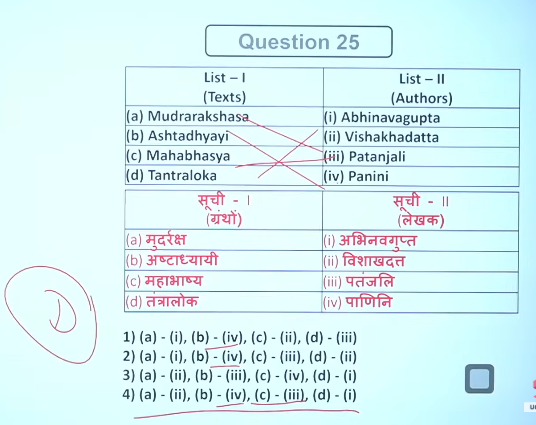 Question 25
List – I List – II
(Texts) (Authors)
(a) Mudrarakshasa (i) Abhinavagupta
(b) Ashtadhyayi (ii) Vishakhadatta
(c) Mahabhasya (iii) Patanjali
(d) Tantraloka (iv) Panini
सूची - I सूची - II
(ग्रंथों) (लेखक)
(a) मुदर्रक्ष (i) अभिनवगुप्त
(b) अष्टाध्यायी (ii) विशाखदत्त
(c) महाभाष्य (iii) पतंजलि
(d) तंत्रालोक (iv) पाणिनि
1) (a) - (i), (b) - (iv), (c) - (ii), (d) - (iii)
2) (a) - (i), (b) - (iv), (c) - (iii), (d) - (ii)
3) (a) - (ii), (b) - (iii), (c) - (iv), (d) - (i)
4) (a) - (ii), (b) - (iv), (c) - (iii), (d) - (i)
D